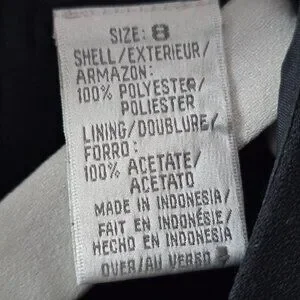 SIZE: 8
SHELL/EXTERIEUR/
ARMAZON:
100% POLYESTER/
POLIESTER
LINING/DOUBLURE/
FORRO:
100% ACETATE/
ACETATO
MADE IN INDONESIA/
FAIT EN INDONÉSIE/
HECHO EN INDONESIA
OVER/AU VERSO